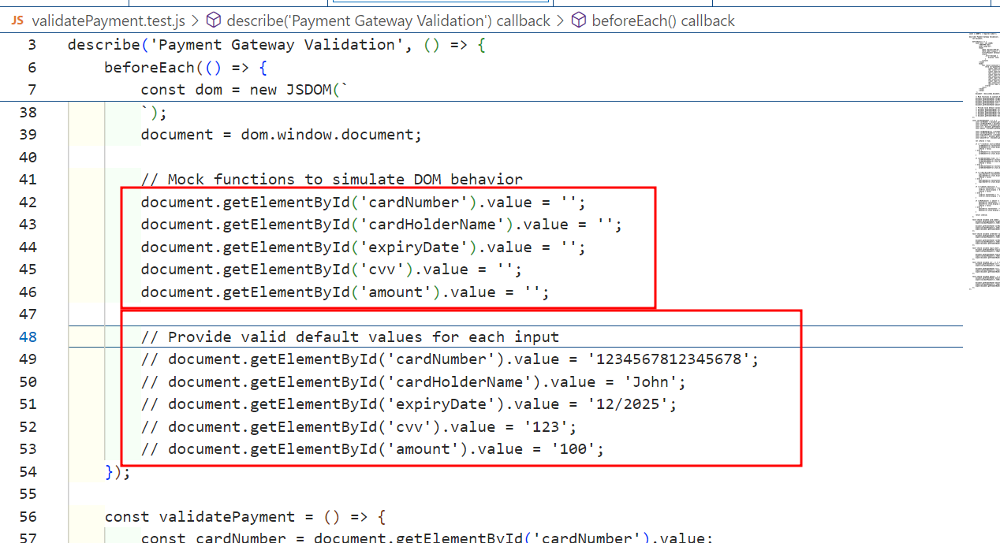 JS validatePayment.test.js > describe('Payment Gateway Validation') callback > beforeEach() callback
3 describe('Payment Gateway Validation', () => {
6 beforeEach(() => {
7 const dom = new JSDOM(`
38 `);
39 document = dom.window.document;
40
41 // Mock functions to simulate DOM behavior
42 document.getElementById('cardNumber').value = '';
43 document.getElementById('cardHolderName').value = '';
44 document.getElementById('expiryDate').value = '';
45 document.getElementById('cvv').value = '';
46 document.getElementById('amount').value = '';
47
48 // Provide valid default values for each input
49 // document.getElementById('cardNumber').value = '1234567812345678';
50 // document.getElementById('cardHolderName').value = 'John';
51 // document.getElementById('expiryDate').value = '12/2025';
52 // document.getElementById('cvv').value = '123';
53 // document.getElementById('amount').value = '100';
54 });
55
56 const validatePayment = () => {
57 const cardNumber = document.getElementById('cardNumber').value;